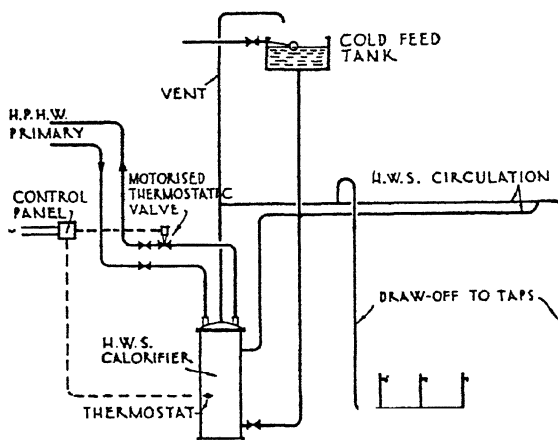 COLD FEED
TANK
VENT
H.P.H.W.
PRIMARY
MOTORISED
THERMOSTATIC
VALVE
H.W.S. CIRCULATION
CONTROL
PANEL
DRAW-OFF TO TAPS
H.W.S.
CALORIFIER
THERMOSTAT